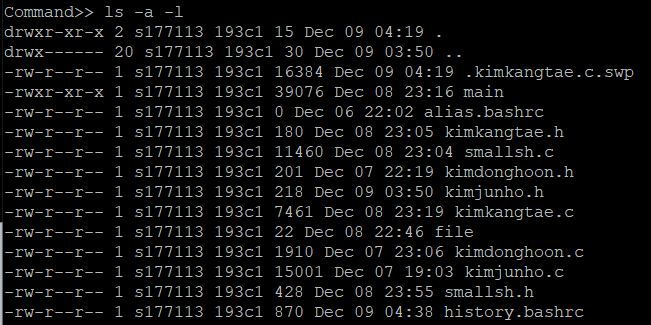 Command>> ls -a -l
drwxr-xr-x 2 s177113 193c1 15 Dec 09 04:19 .
drwx------ 20 s177113 193c1 30 Dec 09 03:50 ..
-rw-r--r-- 1 s177113 193c1 16384 Dec 09 04:19 .kimkangtae.c.swp
-rwxr-xr-x 1 s177113 193c1 39076 Dec 08 23:16 main
-rw-r--r-- 1 s177113 193c1 0 Dec 06 22:02 alias.bashrc
-rw-r--r-- 1 s177113 193c1 180 Dec 08 23:05 kimkangtae.h
-rw-r--r-- 1 s177113 193c1 11460 Dec 08 23:04 smallsh.c
-rw-r--r-- 1 s177113 193c1 201 Dec 07 22:19 kimdonghoon.h
-rw-r--r-- 1 s177113 193c1 218 Dec 09 03:50 kimjunho.h
-rw-r--r-- 1 s177113 193c1 7461 Dec 08 23:19 kimkangtae.c
-rw-r--r-- 1 s177113 193c1 22 Dec 08 22:46 file
-rw-r--r-- 1 s177113 193c1 1910 Dec 07 23:06 kimdonghoon.c
-rw-r--r-- 1 s177113 193c1 15001 Dec 07 19:03 kimjunho.c
-rw-r--r-- 1 s177113 193c1 428 Dec 08 23:55 smallsh.h
-rw-r--r-- 1 s177113 193c1 870 Dec 09 04:38 history.bashrc